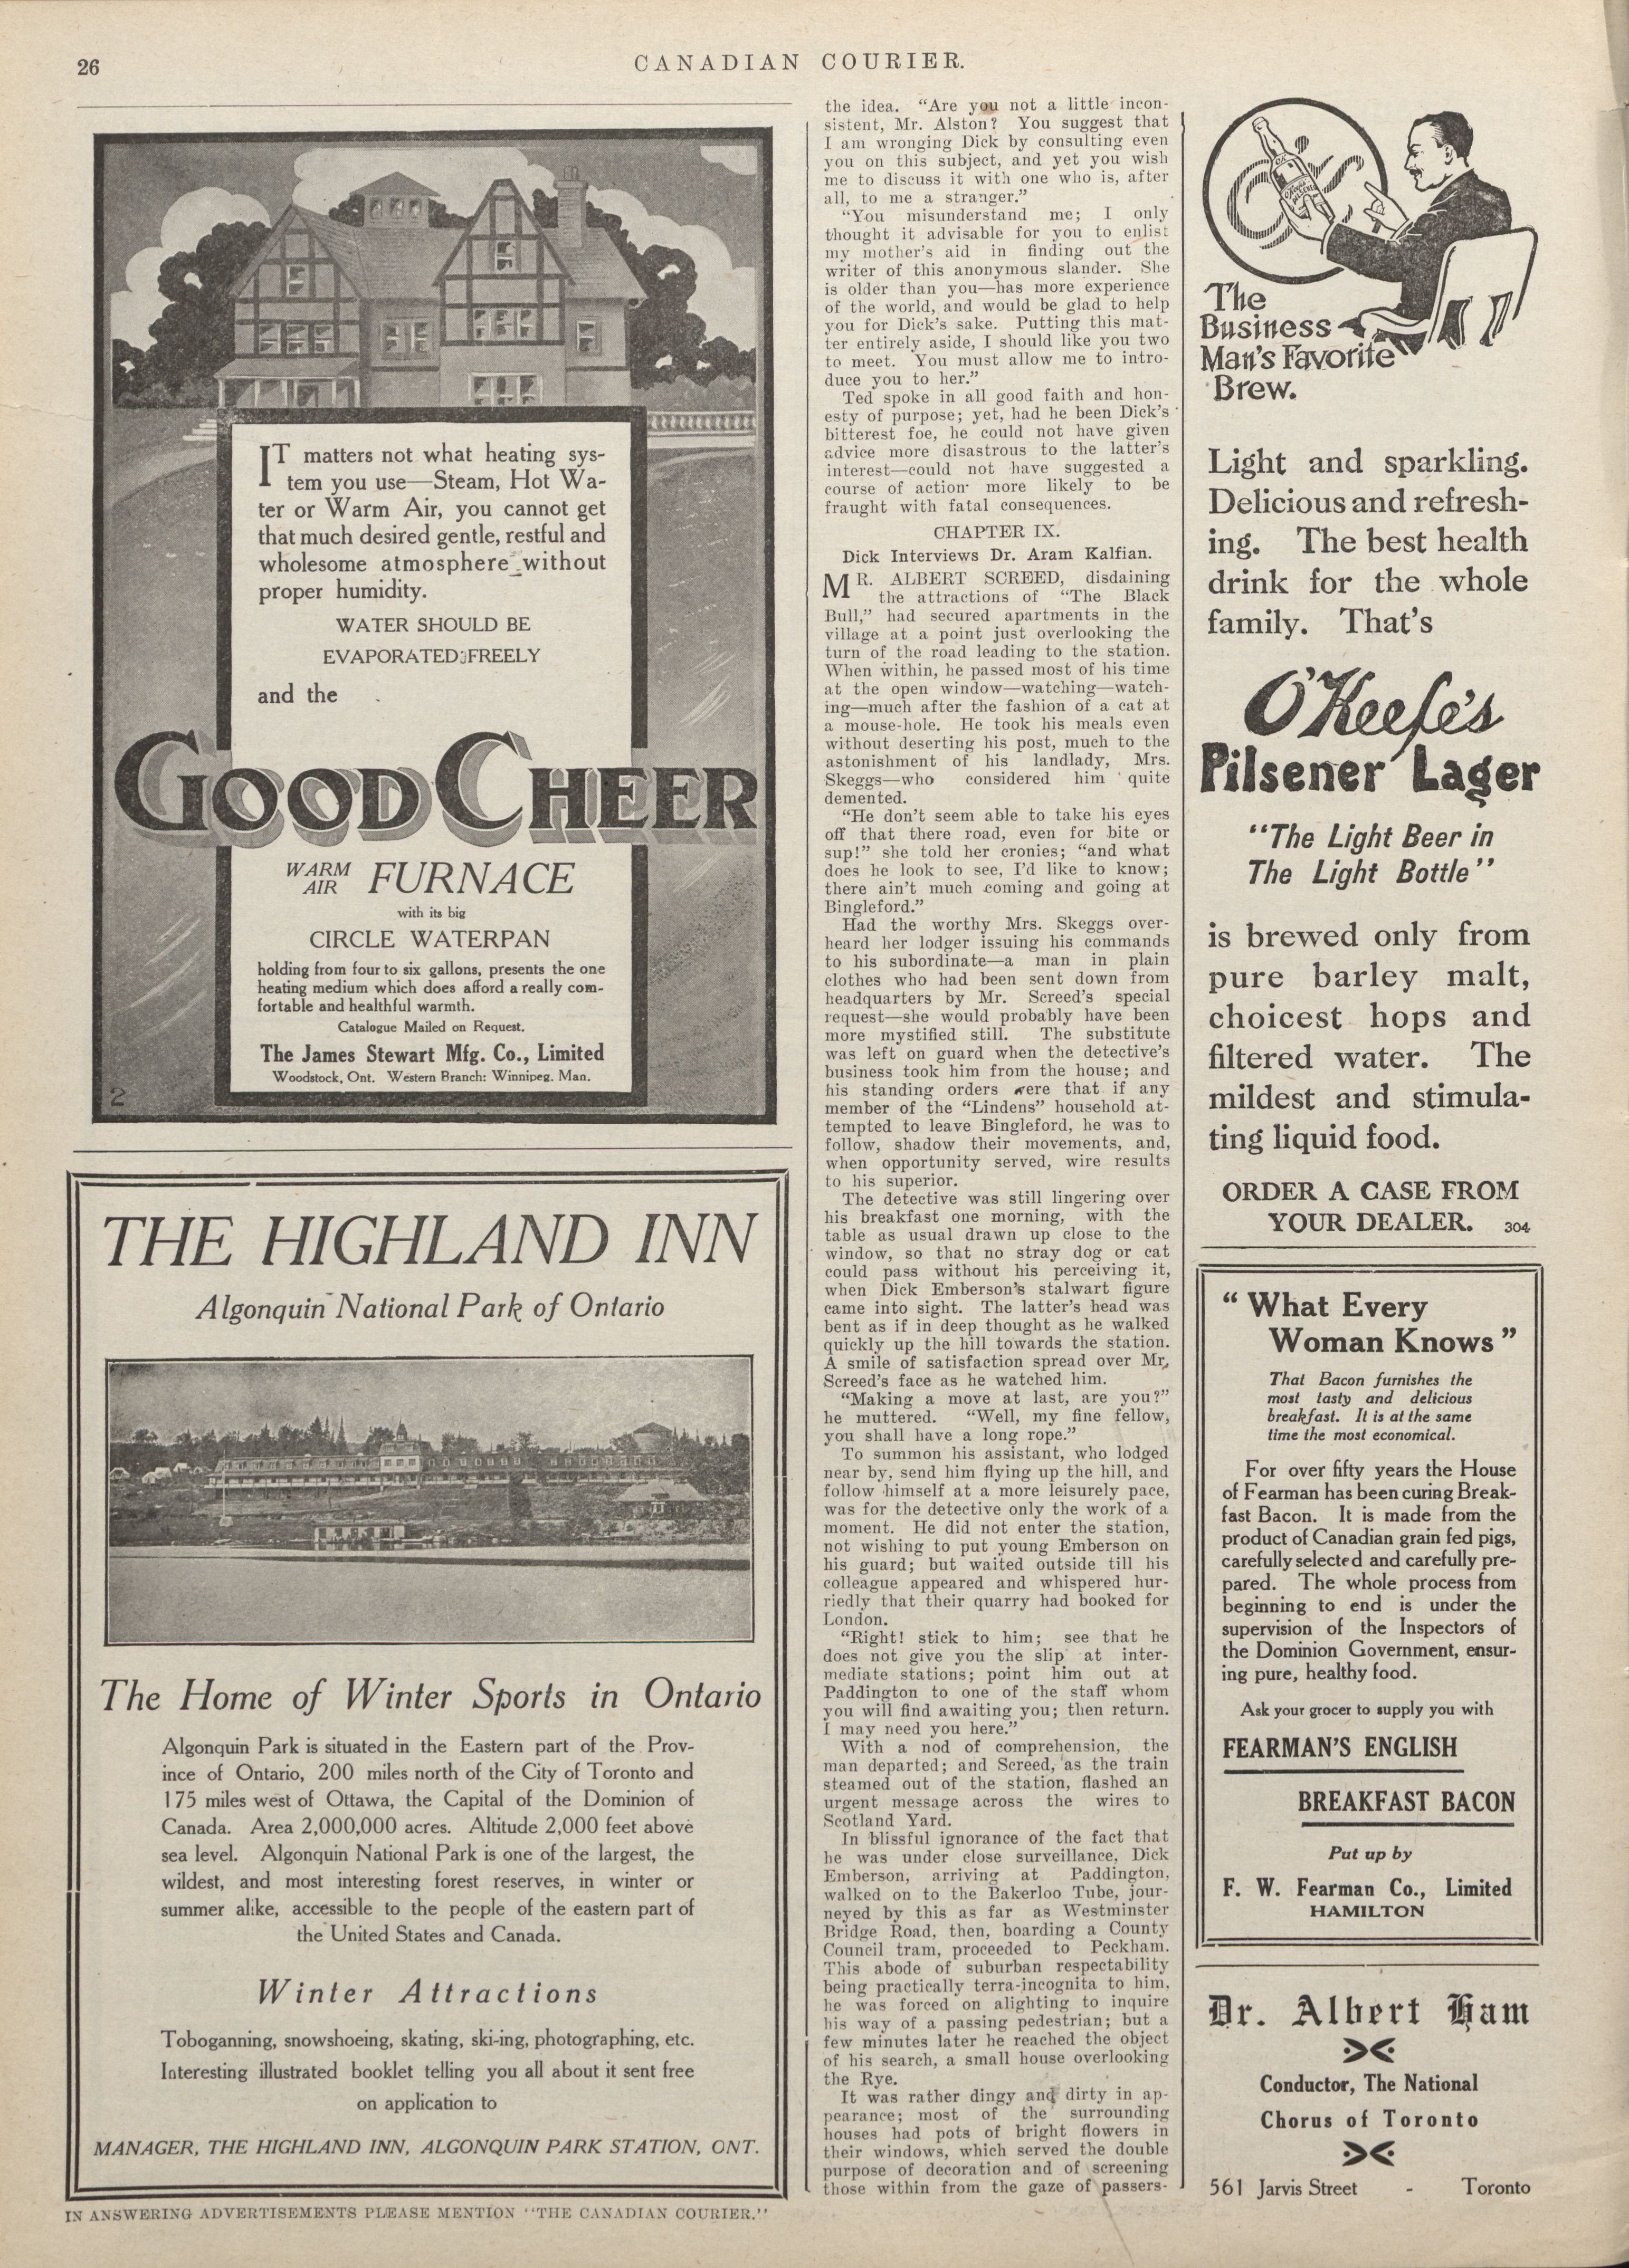 26
CANADIAN COURIER.
IT matters not what heating sys-
tem you use—Steam, Hot Wa-
ter or Warm Air, you cannot get
that much desired gentle, restful and
wholesome atmosphere without
proper humidity.
WATER SHOULD BE
EVAPORATED FREELY
and the
GOOD CHEER
WARM AIR FURNACE
with its big
CIRCLE WATERPAN
holding from four to six gallons, presents the one
heating medium which does afford a really com-
fortable and healthful warmth.
Catalogue Mailed on Request.
The James Stewart Mfg. Co., Limited
Woodstock, Ont. Western Branch: Winnipeg. Man.
2
THE HIGHLAND INN
Algonquin National Park of Ontario
The Home of Winter Sports in Ontario
Algonquin Park is situated in the Eastern part of the Prov-
ince of Ontario, 200 miles north of the City of Toronto and
175 miles west of Ottawa, the Capital of the Dominion of
Canada. Area 2,000,000 acres. Altitude 2,000 feet above
sea level. Algonquin National Park is one of the largest, the
wildest, and most interesting forest reserves, in winter or
summer alike, accessible to the people of the eastern part of
the United States and Canada.
Winter Attractions
Toboganning, snowshoeing, skating, ski-ing, photographing, etc.
Interesting illustrated booklet telling you all about it sent free
on application to
MANAGER, THE HIGHLAND INN, ALGONQUIN PARK STATION, ONT.
IN ANSWERING ADVERTISEMENTS PLEASE MENTION "THE CANADIAN COURIER."
the idea. "Are you not a little incon-
sistent, Mr. Alston? You suggest that
I am wronging Dick by consulting even
you on this subject, and yet you wish
me to discuss it with one who is, after
all, to me a stranger."
"You misunderstand me; I only
thought it advisable for you to enlist
my mother's aid in finding out the
writer of this anonymous slander. She
is older than you—has more experience
of the world, and would be glad to help
you for Dick's sake. Putting this mat-
ter entirely aside, I should like you two
to meet. You must allow me to intro-
duce you to her."
Ted spoke in all good faith and hon-
esty of purpose; yet, had he been Dick's
bitterest foe, he could not have given
advice more disastrous to the latter's
interest—could not have suggested a
course of action more likely to be
fraught with fatal consequences.
CHAPTER IX.
Dick Interviews Dr. Aram Kalfian.
MR. ALBERT SCREED, disdaining
the attractions of "The Black
Bull," had secured apartments in the
village at a point just overlooking the
turn of the road leading to the station.
When within, he passed most of his time
at the open window—watching—watch-
ing—much after the fashion of a cat at
a mouse-hole. He took his meals even
without deserting his post, much to the
astonishment of his landlady, Mrs.
Skeggs—who considered him quite
demented.
"He don't seem able to take his eyes
off that there road, even for bite or
sup!" she told her cronies; "and what
does he look to see, I'd like to know;
there ain't much coming and going at
Bingleford."
Had the worthy Mrs. Skeggs over-
heard her lodger issuing his commands
to his subordinate—a man in plain
clothes who had been sent down from
headquarters by Mr. Screed's special
request—she would probably have been
more mystified still. The substitute
was left on guard when the detective's
business took him from the house; and
his standing orders were that if any
member of the "Lindens" household at-
tempted to leave Bingleford, he was to
follow, shadow their movements, and,
when opportunity served, wire results
to his superior.
The detective was still lingering over
his breakfast one morning, with the
table as usual drawn up close to the
window, so that no stray dog or cat
could pass without his perceiving it,
when Dick Emberson's stalwart figure
came into sight. The latter's head was
bent as if in deep thought as he walked
quickly up the hill towards the station.
A smile of satisfaction spread over Mr.
Screed's face as he watched him.
"Making a move at last, are you?"
he muttered. "Well, my fine fellow,
you shall have a long rope."
To summon his assistant, who lodged
near by, send him flying up the hill, and
follow himself at a more leisurely pace,
was for the detective only the work of a
moment. He did not enter the station,
not wishing to put young Emberson on
his guard; but waited outside till his
colleague appeared and whispered hur-
riedly that their quarry had booked for
London.
"Right! stick to him; see that he
does not give you the slip at inter-
mediate stations; point him out at
Paddington to one of the staff whom
you will find awaiting you; then return.
I may need you here."
With a nod of comprehension, the
man departed; and Screed, as the train
steamed out of the station, flashed an
urgent message across the wires to
Scotland Yard.
In blissful ignorance of the fact that
he was under close surveillance, Dick
Emberson, arriving at Paddington,
walked on to the Bakerloo Tube, jour-
neyed by this as far as Westminster
Bridge Road, then, boarding a County
Council tram, proceeded to Peckham.
This abode of suburban respectability
being practically terra-incognita to him,
he was forced on alighting to inquire
his way of a passing pedestrian; but a
few minutes later he reached the object
of his search, a small house overlooking
the Rye.
It was rather dingy and dirty in ap-
pearance; most of the surrounding
houses had pots of bright flowers in
their windows, which served the double
purpose of decoration and of screening
those within from the gaze of passers-
The
Business
Man's Favorite
Brew.
Light and sparkling.
Delicious and refresh-
ing. The best health
drink for the whole
family. That's
O'Keefe's
Pilsener Lager
"The Light Beer in
The Light Bottle"
is brewed only from
pure barley malt,
choicest hops and
filtered water. The
mildest and stimula-
ting liquid food.
ORDER A CASE FROM
YOUR DEALER. 304
"What Every
Woman Knows"
That Bacon furnishes the
most tasty and delicious
breakfast. It is at the same
time the most economical.
For over fifty years the House
of Fearman has been curing Break-
fast Bacon. It is made from the
product of Canadian grain fed pigs,
carefully selected and carefully pre-
pared. The whole process from
beginning to end is under the
supervision of the Inspectors of
the Dominion Government, ensur-
ing pure, healthy food.
Ask your grocer to supply you with
FEARMAN'S ENGLISH
BREAKFAST BACON
Put up by
F. W. Fearman Co., Limited
HAMILTON
Dr. Albert Ham
Conductor, The National
Chorus of Toronto
561 Jarvis Street - Toronto